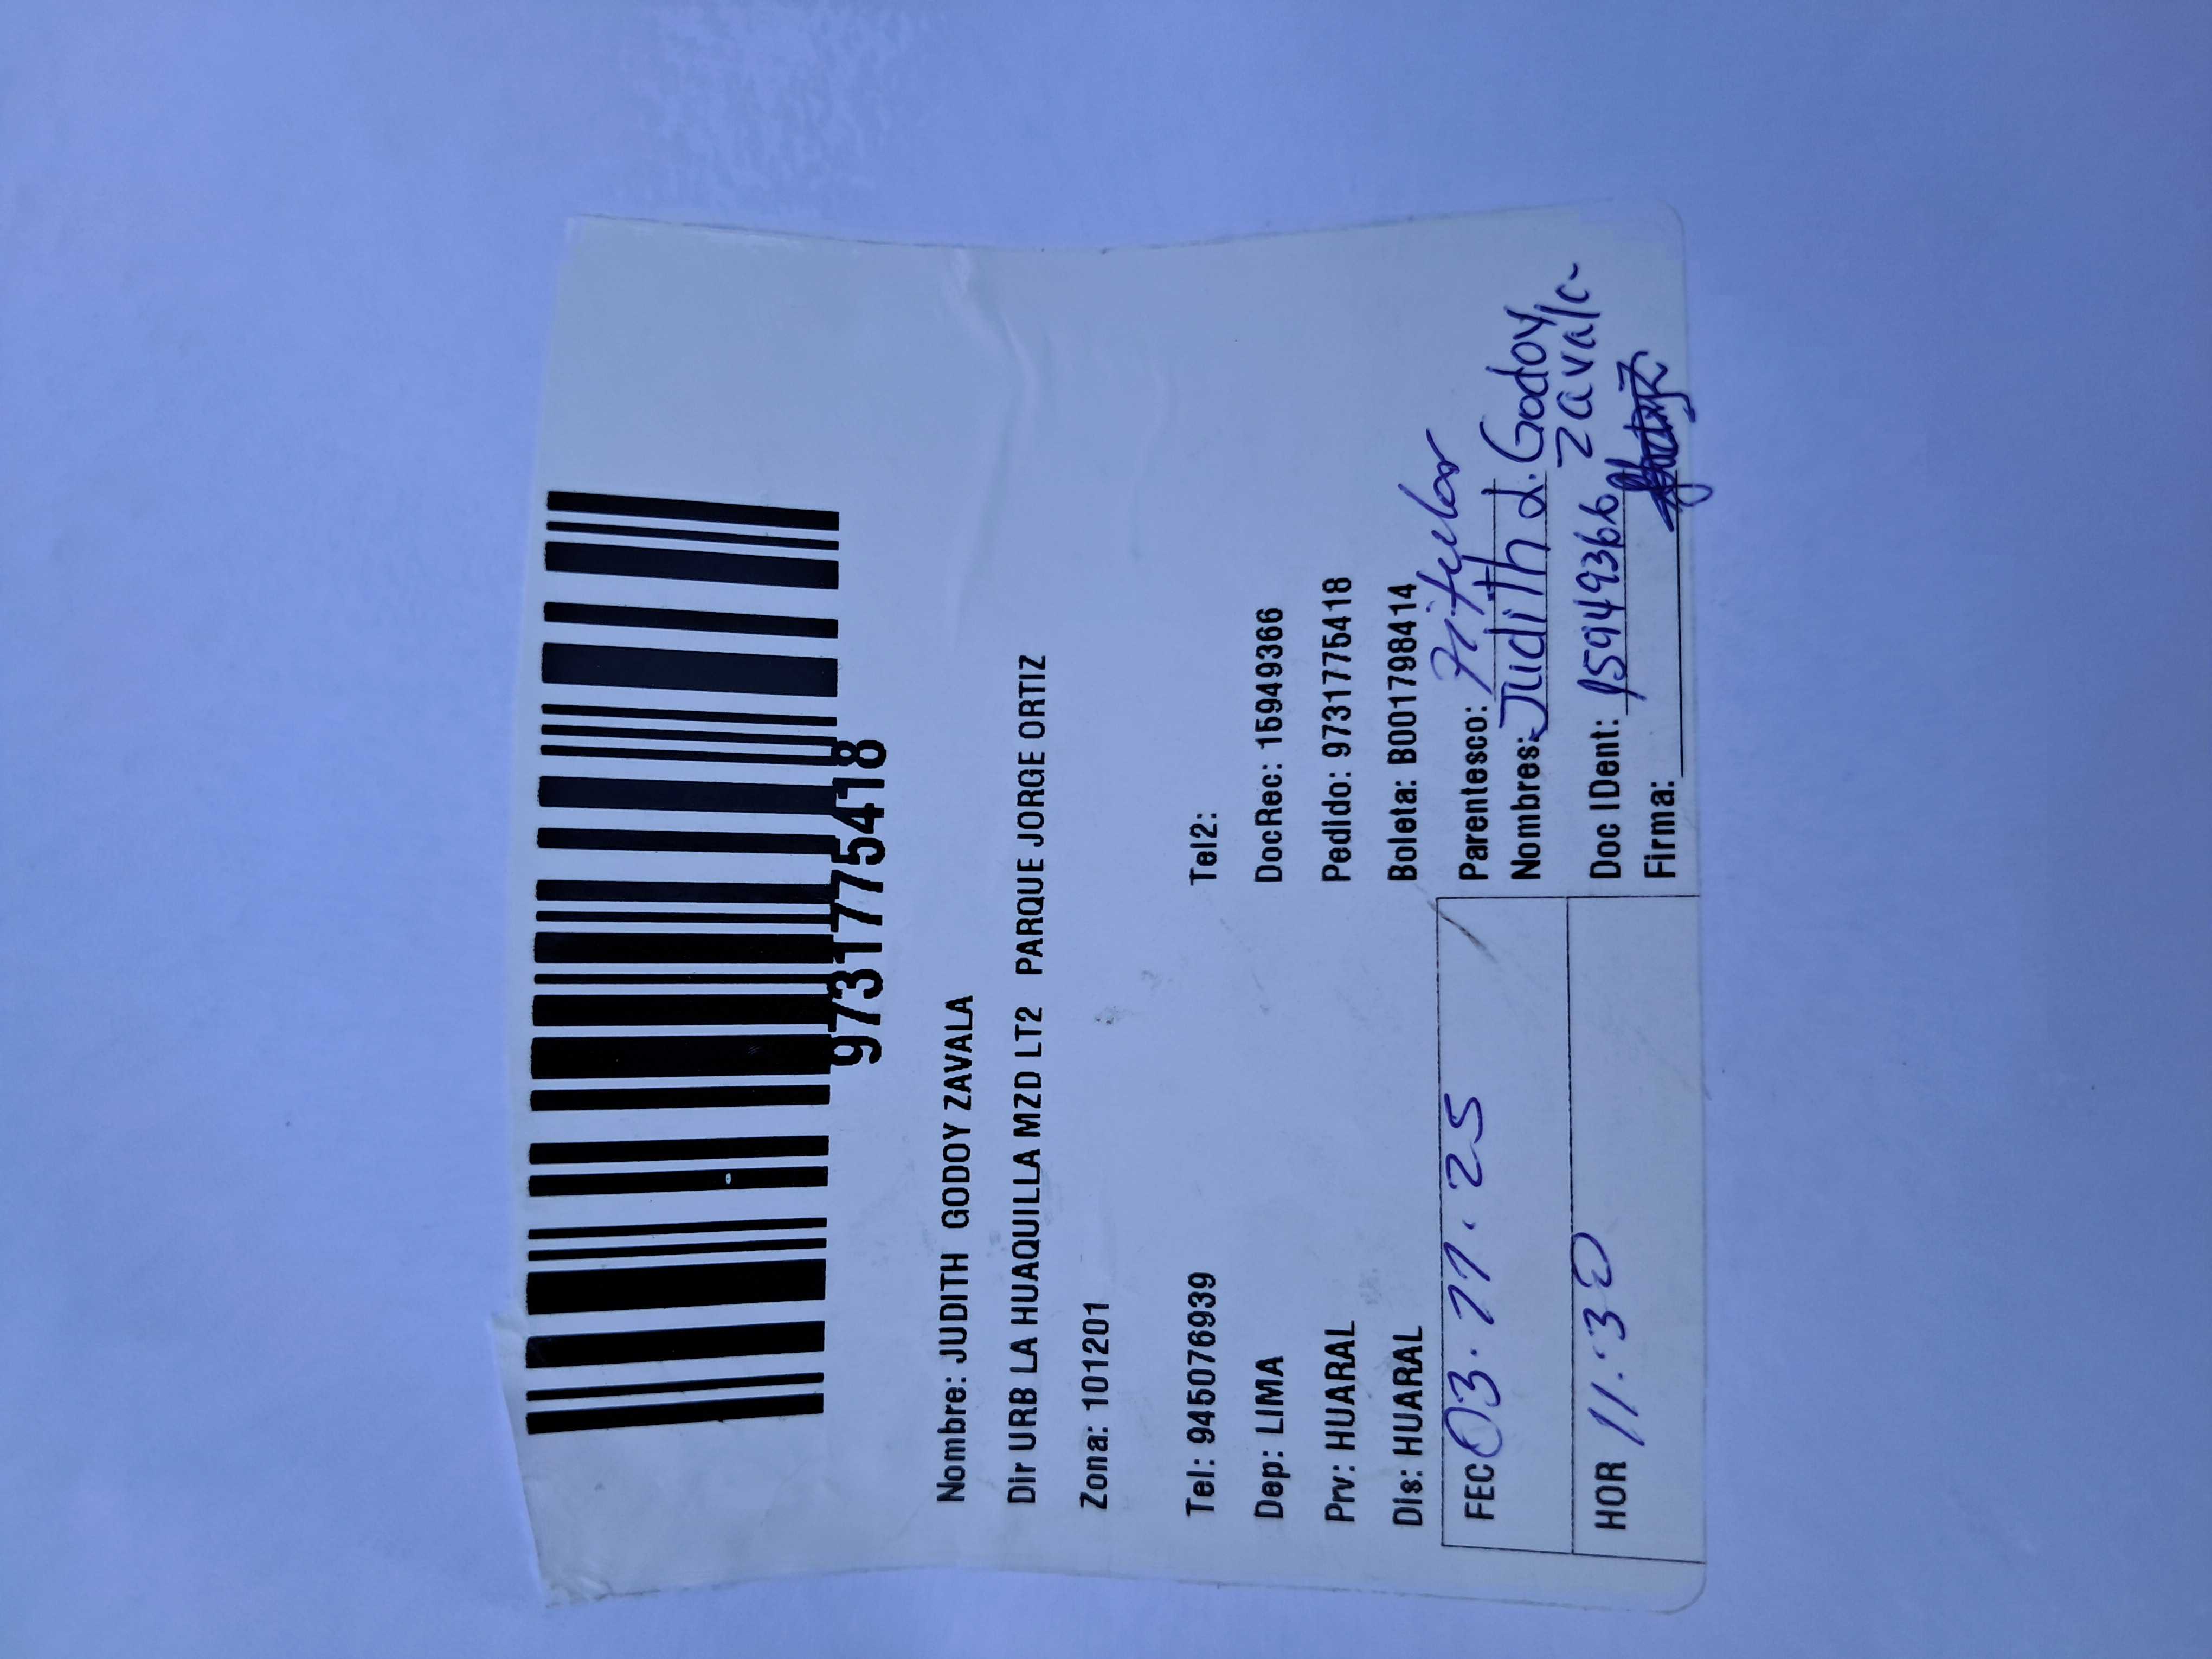 97317775418
Nombre: JUDITH GODOY ZAVALA
Dir URB LA HUAQUILLA MZD LT2 PARQUE JORGE ORTIZ
Zona: 101201
Tel: 945076939 Tel2:
Dep: LIMA DocRec: 15949366
Prv: HUARAL Pedido: 97317775418
Dis: HUARAL Boleta: B001798414
FEC 03.11.25
HOR 11:30
Parentesco: Titular
Nombres: Judith L. Godoy
Zavala
Doc IDent: 15949366
Firma: